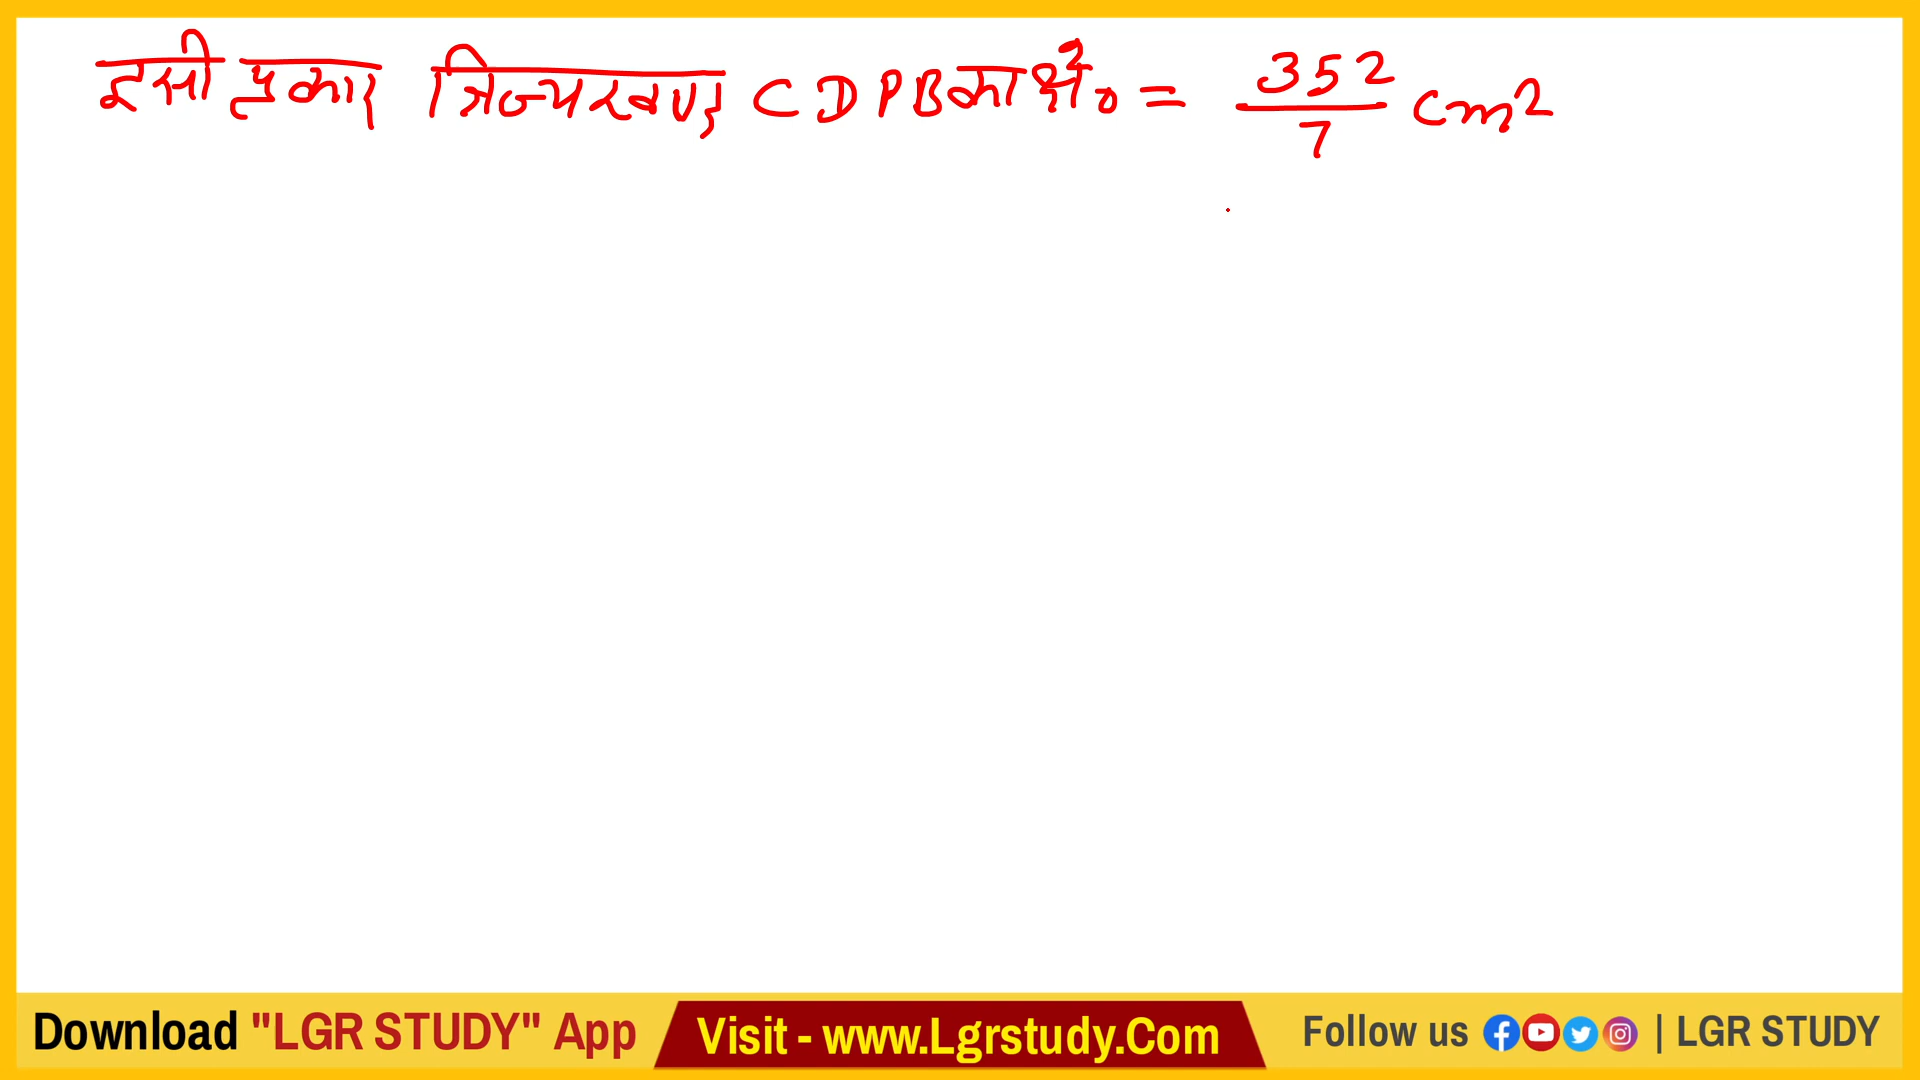 इसी प्रकार त्रिज्यखण्ड CDPB का क्षे० = 352/7 cm²
Download "LGR STUDY" App
Visit - www.Lgrstudy.Com
Follow us | LGR STUDY